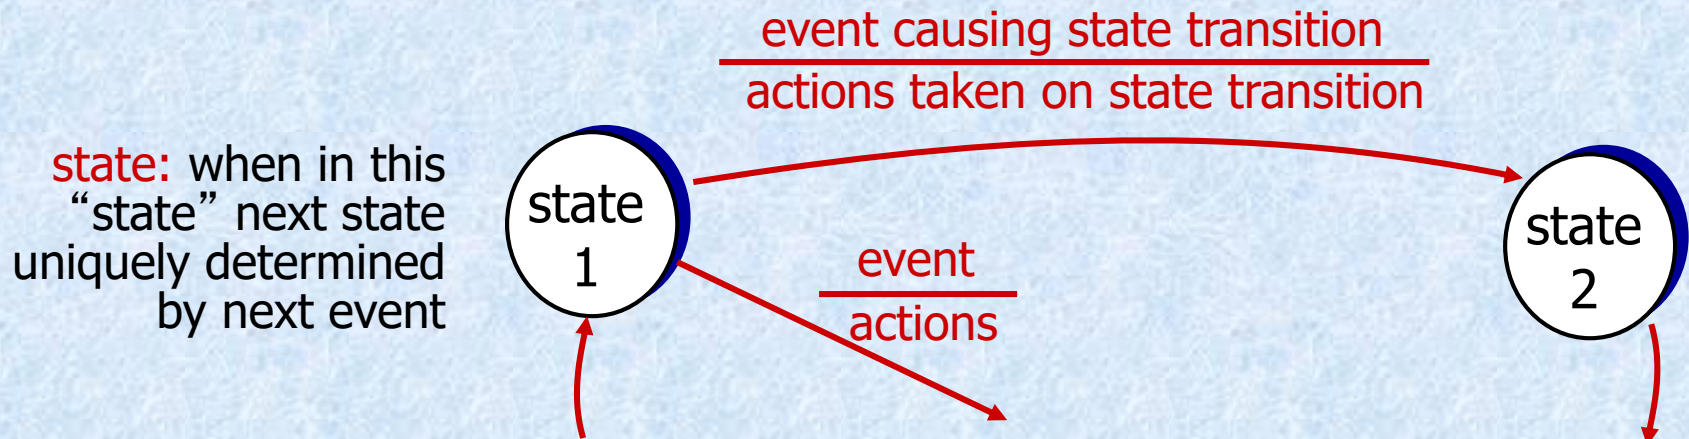 event causing state transition
actions taken on state transition
state: when in this
“state” next state
uniquely determined
by next event
state
1
event
actions
state
2